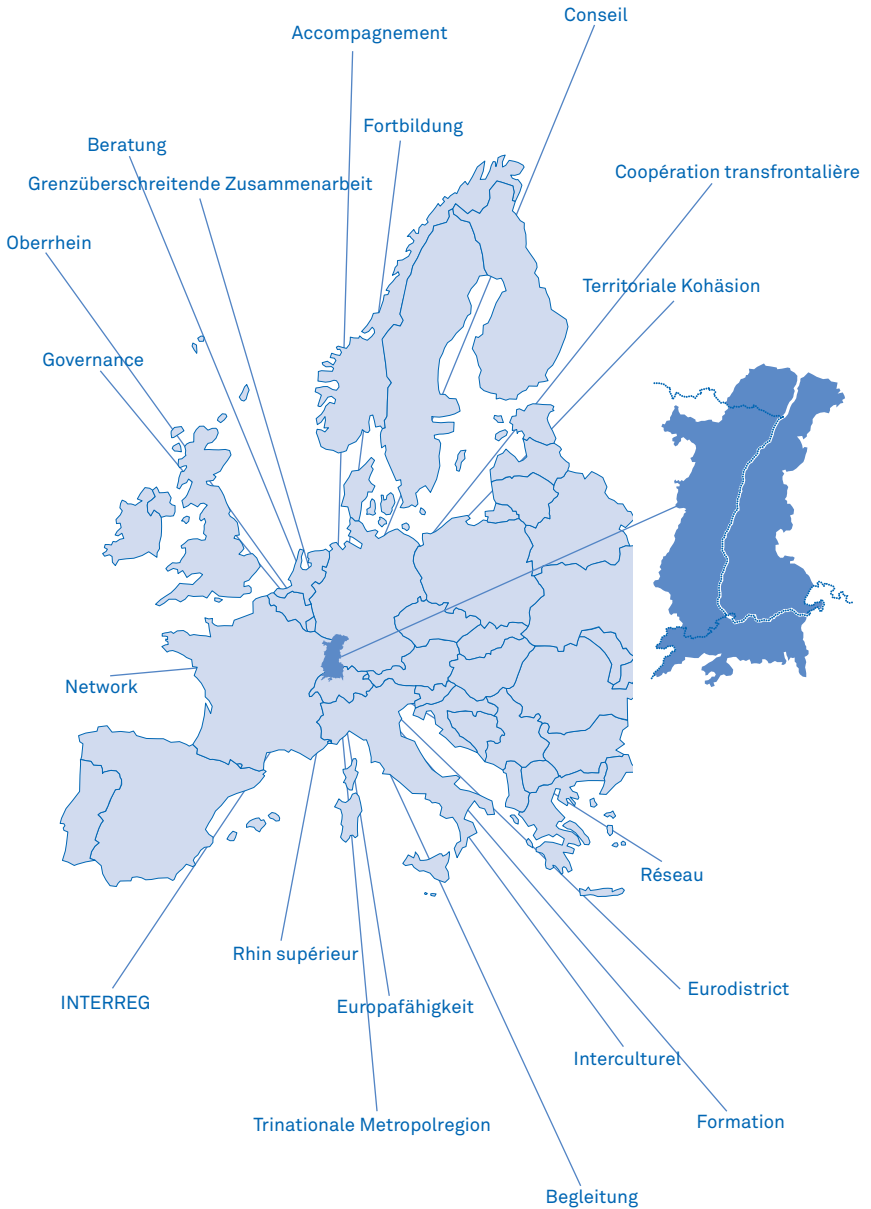 Conseil
Accompagnement
Fortbildung
Beratung
Coopération transfrontalière
Grenzüberschreitende Zusammenarbeit
Oberrhein
Territoriale Kohäsion
Governance
Network
Réseau
Rhin supérieur
Eurodistrict
INTERREG
Europafähigkeit
Interculturel
Formation
Trinationale Metropolregion
Begleitung